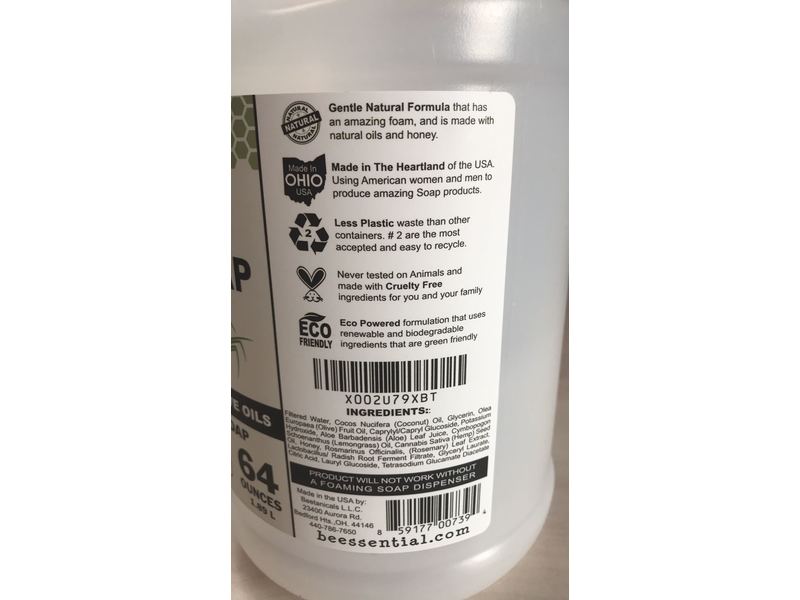 NATURAL
NATURAL
NATURAL
Gentle Natural Formula that has
an amazing foam, and is made with
natural oils and honey.
Made in
OHIO
USA
Made in The Heartland of the USA.
Using American women and men to
produce amazing Soap products.
2
Less Plastic waste than other
containers. # 2 are the most
accepted and easy to recycle.
Never tested on Animals and
made with Cruelty Free
ingredients for you and your family
ECO
FRIENDLY
Eco Powered formulation that uses
renewable and biodegradable
ingredients that are green friendly
X002U79XBT
INGREDIENTS::
Filtered Water, Cocos Nucifera (Coconut) Oil, Glycerin, Olea
Europaea (Olive) Fruit Oil, Caprylyl/Capryl Glucoside, Potassium
Hydroxide, Aloe Barbadensis (Aloe) Leaf Juice, Cymbopogon
Schoenanthus (Lemongrass) Oil, Cannabis Sativa (Hemp) Seed
Oil, Honey, Rosmarinus Officinalis, (Rosemary) Leaf Extract,
Lactobacillus/ Radish Root Ferment Filtrate, Glyceryl Laurate,
Citric Acid, Lauryl Glucoside, Tetrasodium Glucamate Diacetate
PRODUCT WILL NOT WORK WITHOUT
A FOAMING SOAP DISPENSER
Made in the USA by:
Beetanicals L.L.C.
23400 Aurora Rd.
Bedford Hts.,OH. 44146
440-786-7650
8 59177 00739 4
beessential.com
AP
E OILS
OAP
64
OUNCES
1.89 L